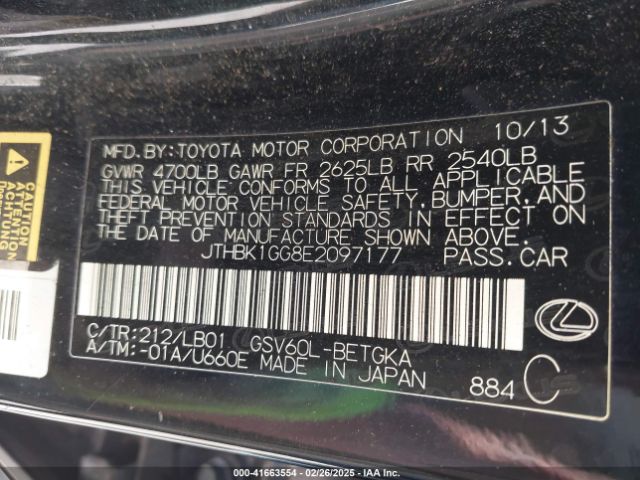 MFD.BY:TOYOTA MOTOR CORPORATION 10/13
GVWR 4700LB GAWR FR 2625LB RR 2540LB
THIS VEHICLE CONFORMS TO ALL APPLICABLE
FEDERAL MOTOR VEHICLE SAFETY,BUMPER,AND
THEFT PREVENTION STANDARDS IN EFFECT ON
THE DATE OF MANUFACTURE SHOWN ABOVE.
JTHBK1GG8E2097177 PASS.CAR
C/TR:212/LB01 GSV60L-BETGKA
A/TM:-01A/U660E MADE IN JAPAN
884 C
CAUTION
ACHTUNG
000-41663554 // 02/26/2025 // IAA Inc.